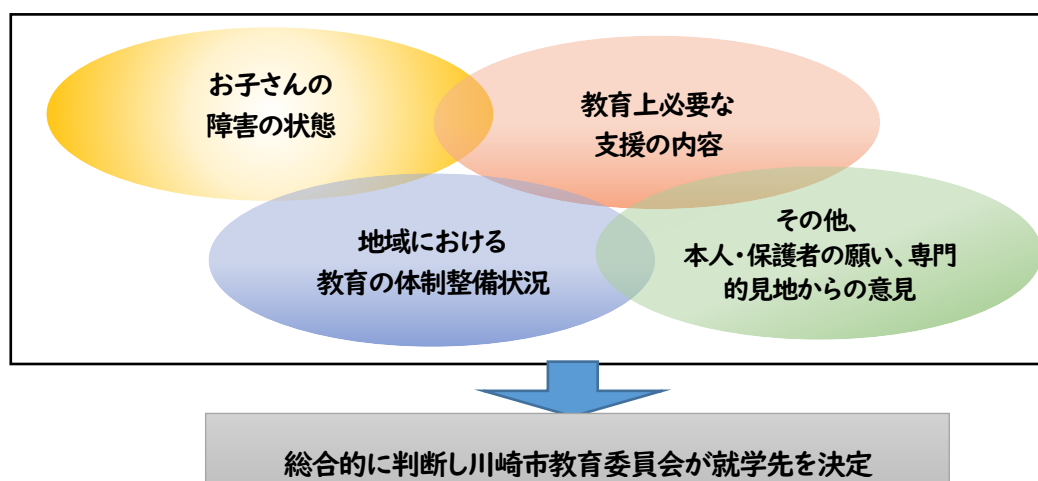 お子さんの
障害の状態
教育上必要な
支援の内容
地域における
教育の体制整備状況
その他、
本人・保護者の願い、専門
的見地からの意見
総合的に判断し川崎市教育委員会が就学先を決定